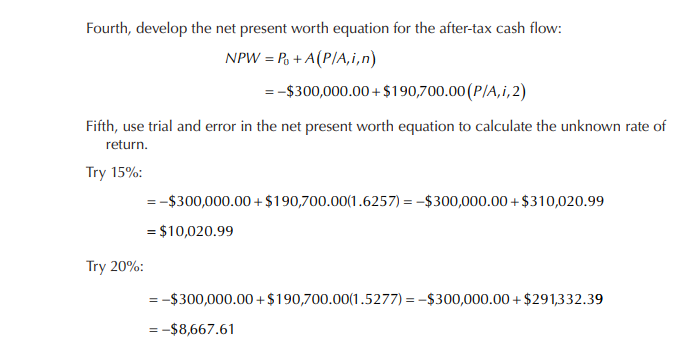 Fourth, develop the net present worth equation for the after-tax cash flow:
NPW = P₀ + A(P/A,i,n)
= −$300,000.00 + $190,700.00(P/A,i,2)
Fifth, use trial and error in the net present worth equation to calculate the unknown rate of
return.
Try 15%:
= −$300,000.00 + $190,700.00(1.6257) = −$300,000.00 + $310,020.99
= $10,020.99
Try 20%:
= −$300,000.00 + $190,700.00(1.5277) = −$300,000.00 + $291,332.39
= −$8,667.61